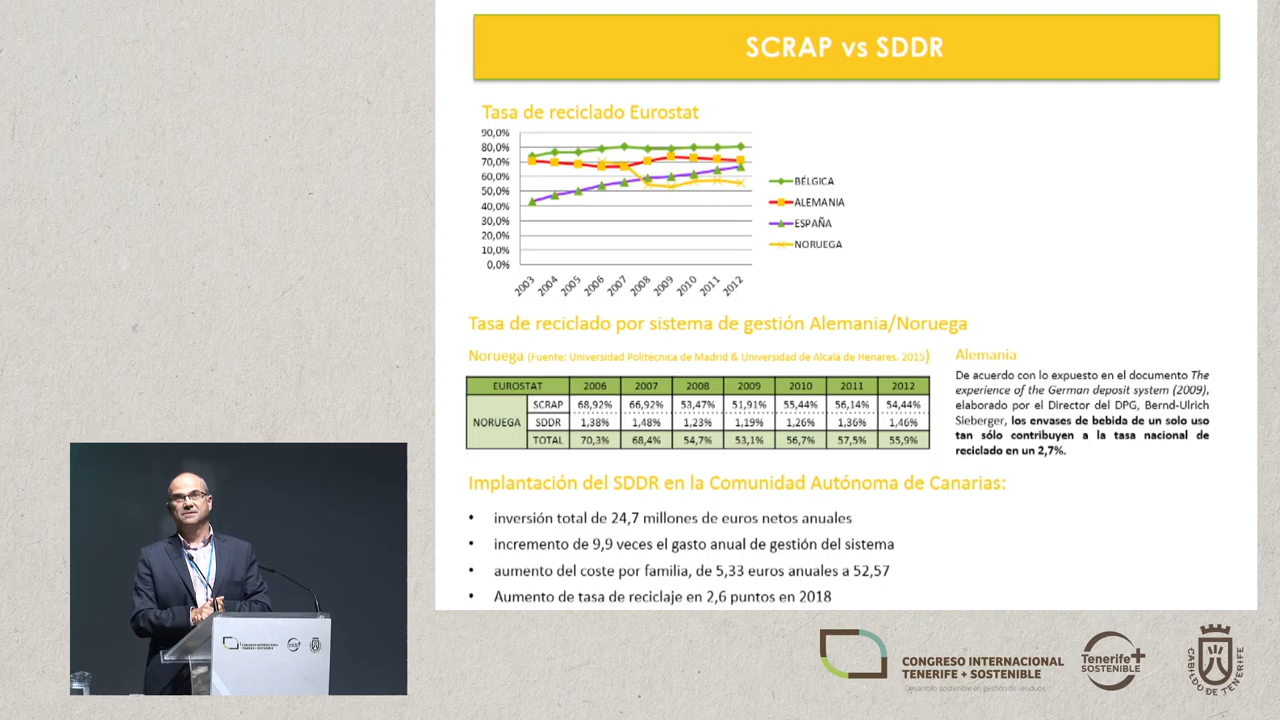 SCRAP vs SDDR
Tasa de reciclado Eurostat
90,0%
80,0%
70,0%
60,0%
50,0%
40,0%
30,0%
20,0%
10,0%
0,0%
2003 2004 2005 2006 2007 2008 2009 2010 2011 2012
BÉLGICA
ALEMANIA
ESPAÑA
NORUEGA
Tasa de reciclado por sistema de gestión Alemania/Noruega
Noruega (Fuente: Universidad Politécnica de Madrid & Universidad de Alcalá de Henares. 2015)
EUROSTAT 2006 2007 2008 2009 2010 2011 2012
NORUEGA
SCRAP 68,92% 66,92% 53,47% 51,91% 55,44% 56,14% 54,44%
SDDR 1,38% 1,48% 1,23% 1,19% 1,26% 1,36% 1,46%
TOTAL 70,3% 68,4% 54,7% 53,1% 56,7% 57,5% 55,9%
Alemania
De acuerdo con lo expuesto en el documento The
experience of the German deposit system (2009),
elaborado por el Director del DPG, Bernd-Ulrich
Sieberger, los envases de bebida de un solo uso
tan sólo contribuyen a la tasa nacional de
reciclado en un 2,7%.
Implantación del SDDR en la Comunidad Autónoma de Canarias:
• inversión total de 24,7 millones de euros netos anuales
• incremento de 9,9 veces el gasto anual de gestión del sistema
• aumento del coste por familia, de 5,33 euros anuales a 52,57
• Aumento de tasa de reciclaje en 2,6 puntos en 2018
CONGRESO INTERNACIONAL
TENERIFE + SOSTENIBLE
CONGRESO INTERNACIONAL
TENERIFE + SOSTENIBLE
Desarrollo sostenible en gestión de residuos
Tenerife+
SOSTENIBLE
CABILDO DE TENERIFE